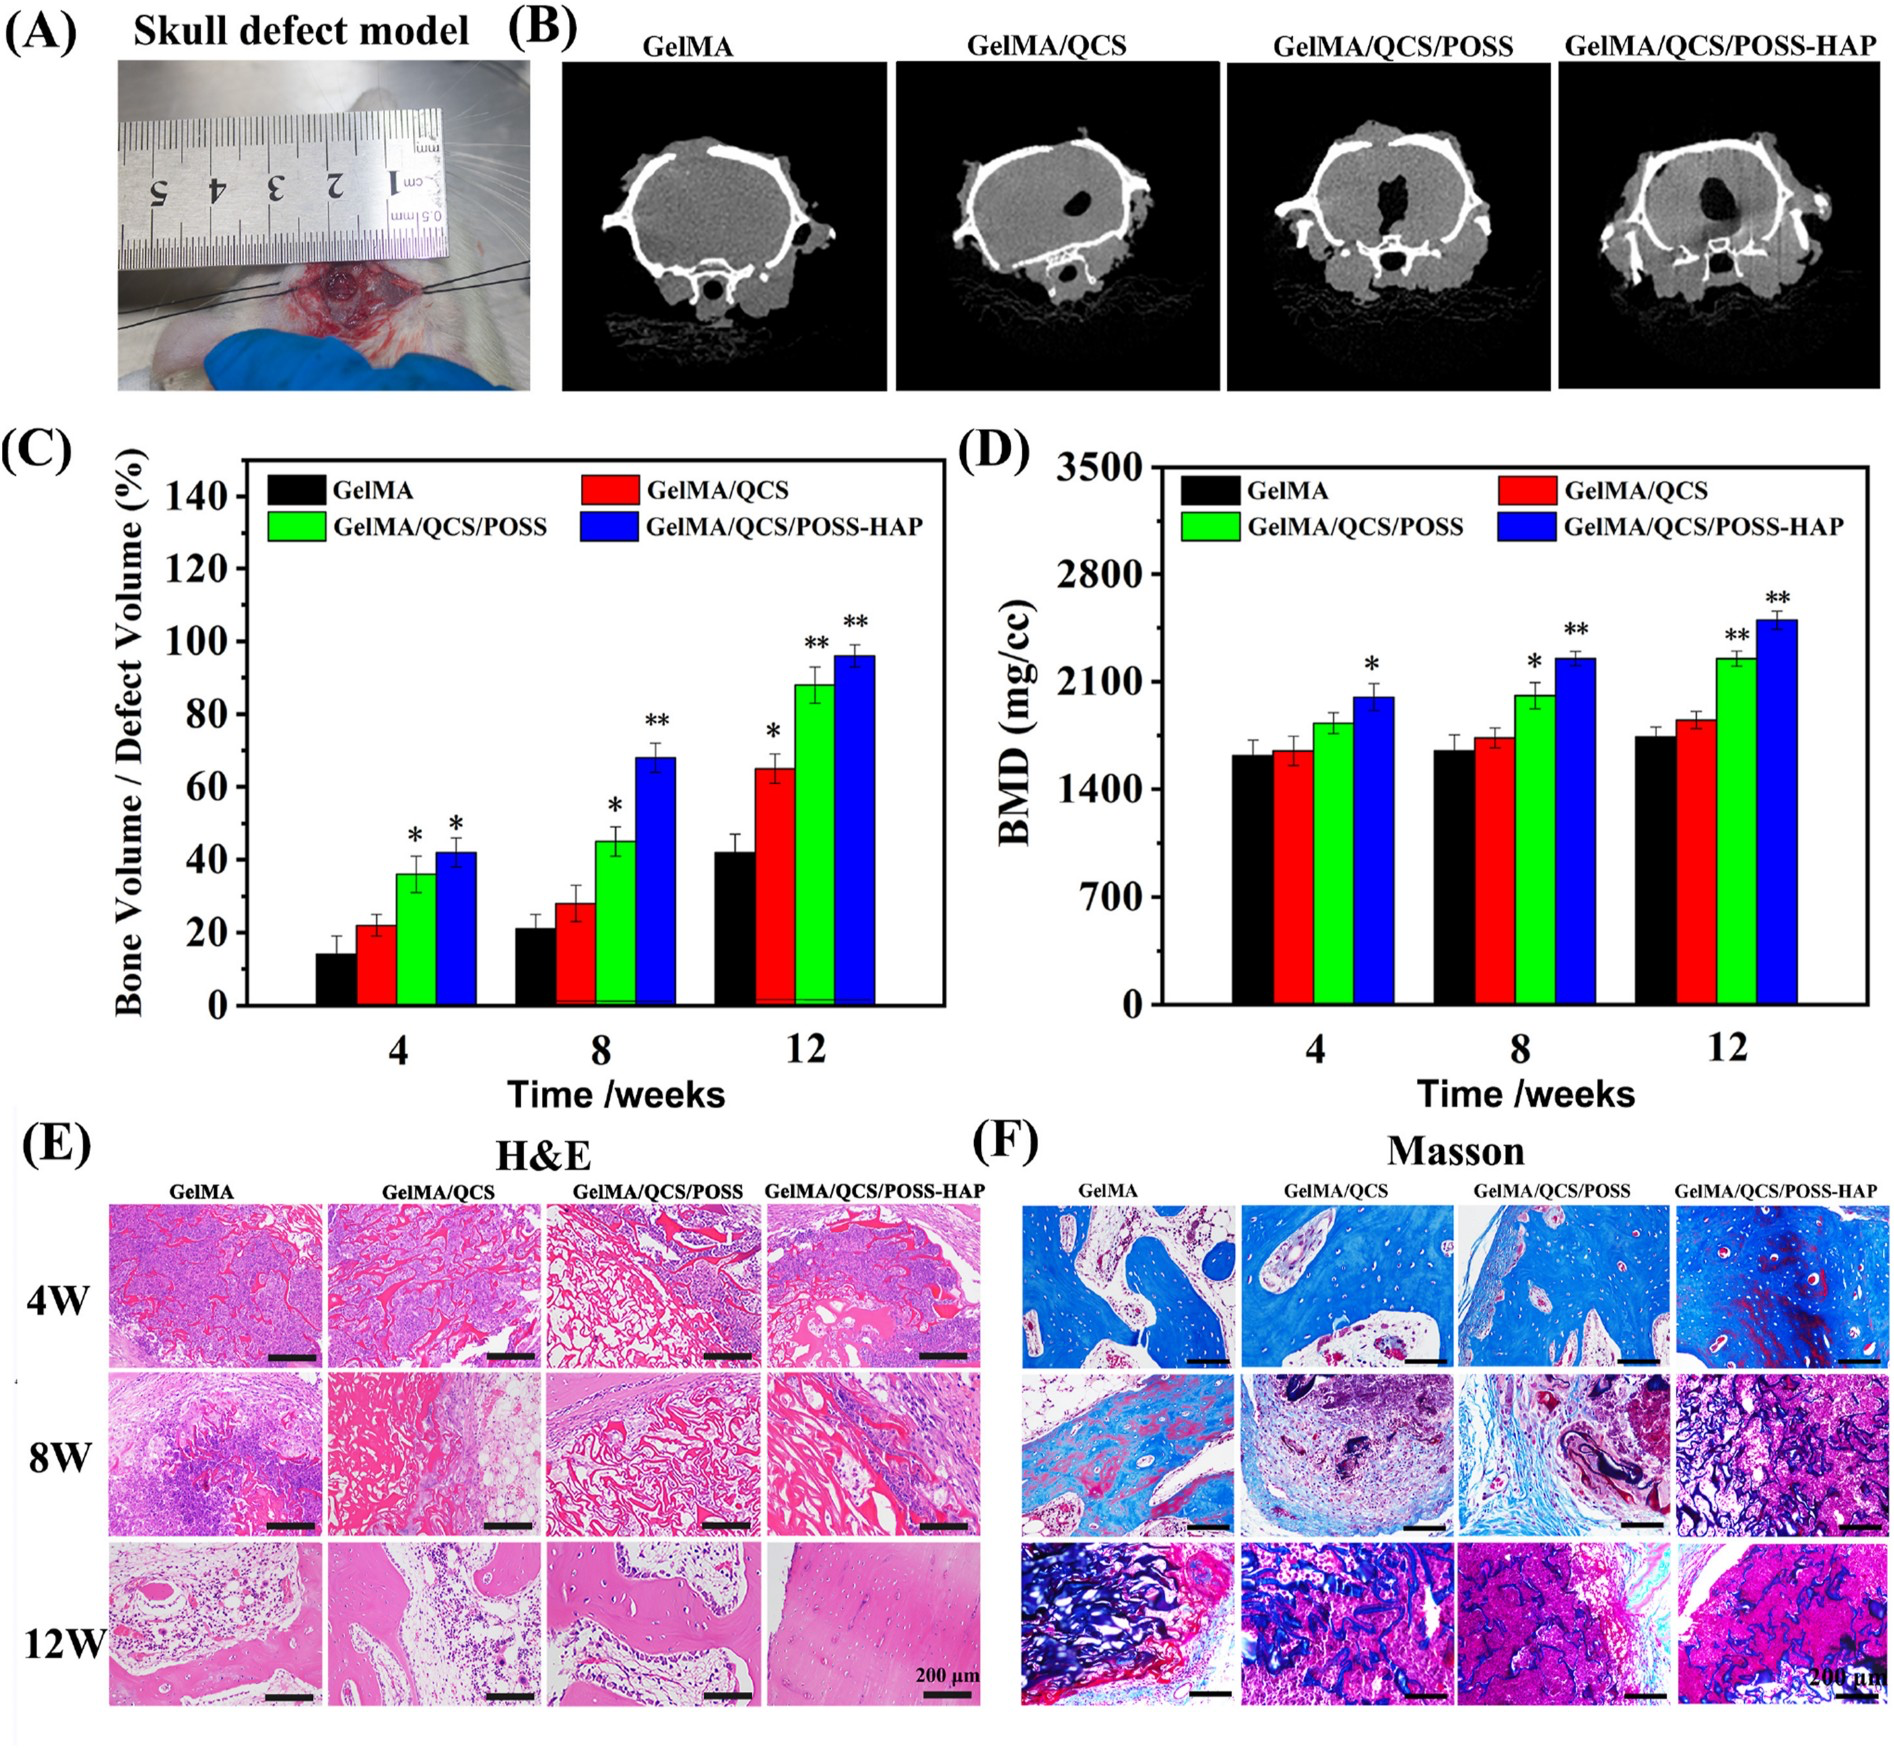 (A)
Skull defect model
5 4 3 2 1
mm
cm
mm
0.5
(B)
GelMA
GelMA/QCS
GelMA/QCS/POSS
GelMA/QCS/POSS-HAP
(C)
Bone Volume / Defect Volume (%)
140
120
100
80
60
40
20
0
GelMA
GelMA/QCS
GelMA/QCS/POSS
GelMA/QCS/POSS-HAP
* *
* **
* ** **
4 8 12
Time /weeks
(D)
BMD (mg/cc)
3500
2800
2100
1400
700
0
GelMA
GelMA/QCS
GelMA/QCS/POSS
GelMA/QCS/POSS-HAP
*
* **
** **
4 8 12
Time /weeks
(E)
H&E
GelMA
GelMA/QCS
GelMA/QCS/POSS
GelMA/QCS/POSS-HAP
4W
8W
12W
200 μm
(F)
Masson
GelMA
GelMA/QCS
GelMA/QCS/POSS
GelMA/QCS/POSS-HAP
200 μm